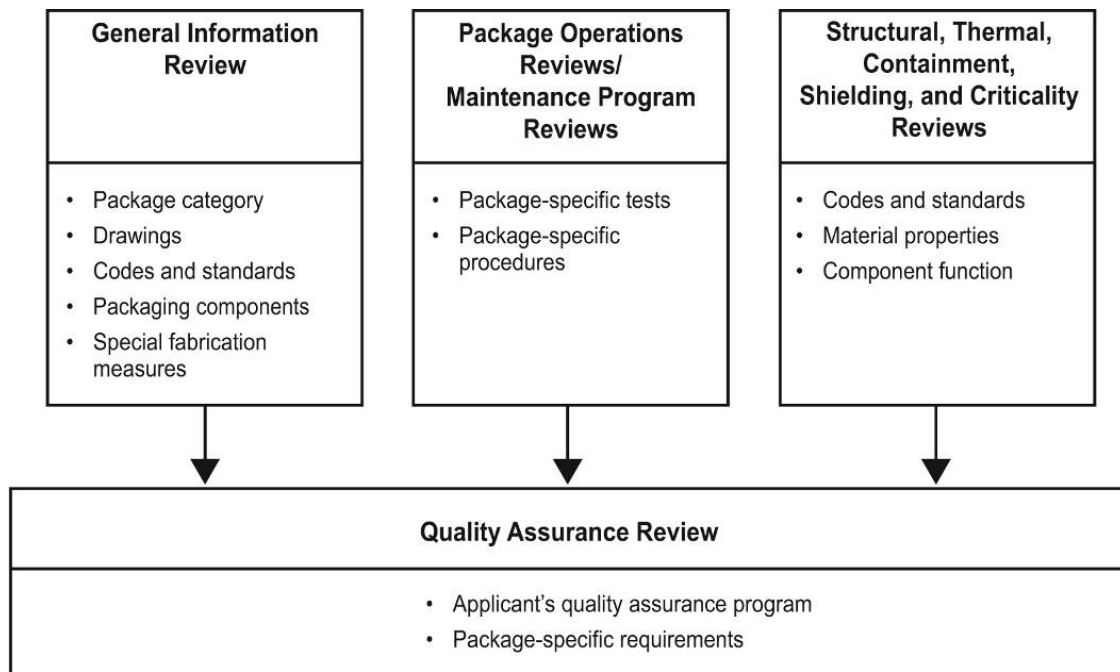 General Information
Review
• Package category
• Drawings
• Codes and standards
• Packaging components
• Special fabrication
measures
Package Operations
Reviews/
Maintenance Program
Reviews
• Package-specific tests
• Package-specific
procedures
Structural, Thermal,
Containment,
Shielding, and Criticality
Reviews
• Codes and standards
• Material properties
• Component function
Quality Assurance Review
• Applicant’s quality assurance program
• Package-specific requirements